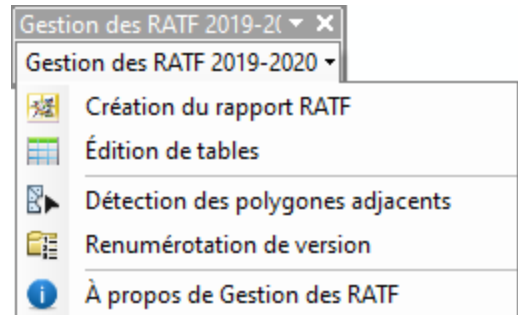 Gestion des RATF 2019-2(
Gestion des RATF 2019-2020
Création du rapport RATF
Édition de tables
Détection des polygones adjacents
Renumérotation de version
À propos de Gestion des RATF